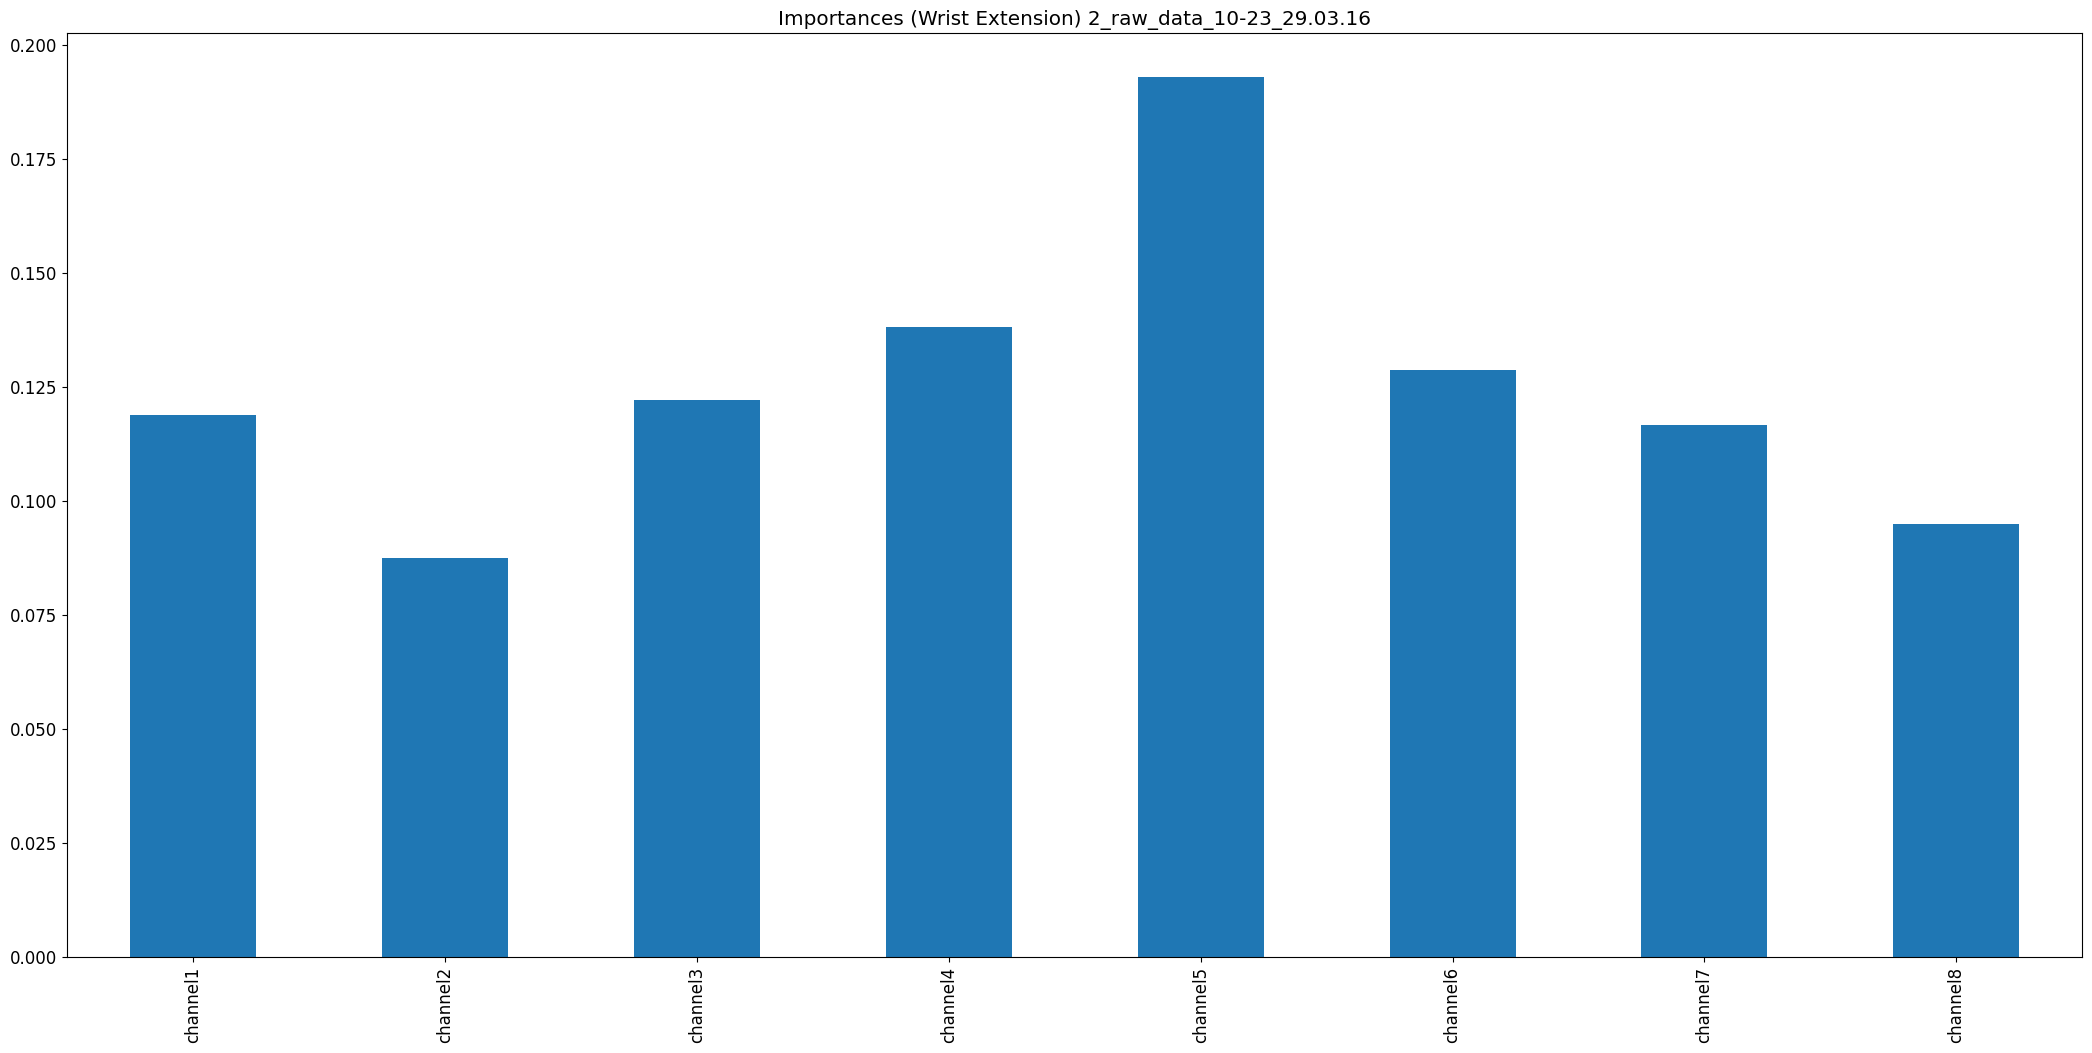 Importances (Wrist Extension) 2_raw_data_10-23_29.03.16
0.200
0.175
0.150
0.125
0.100
0.075
0.050
0.025
0.000
channel1
channel2
channel3
channel4
channel5
channel6
channel7
channel8